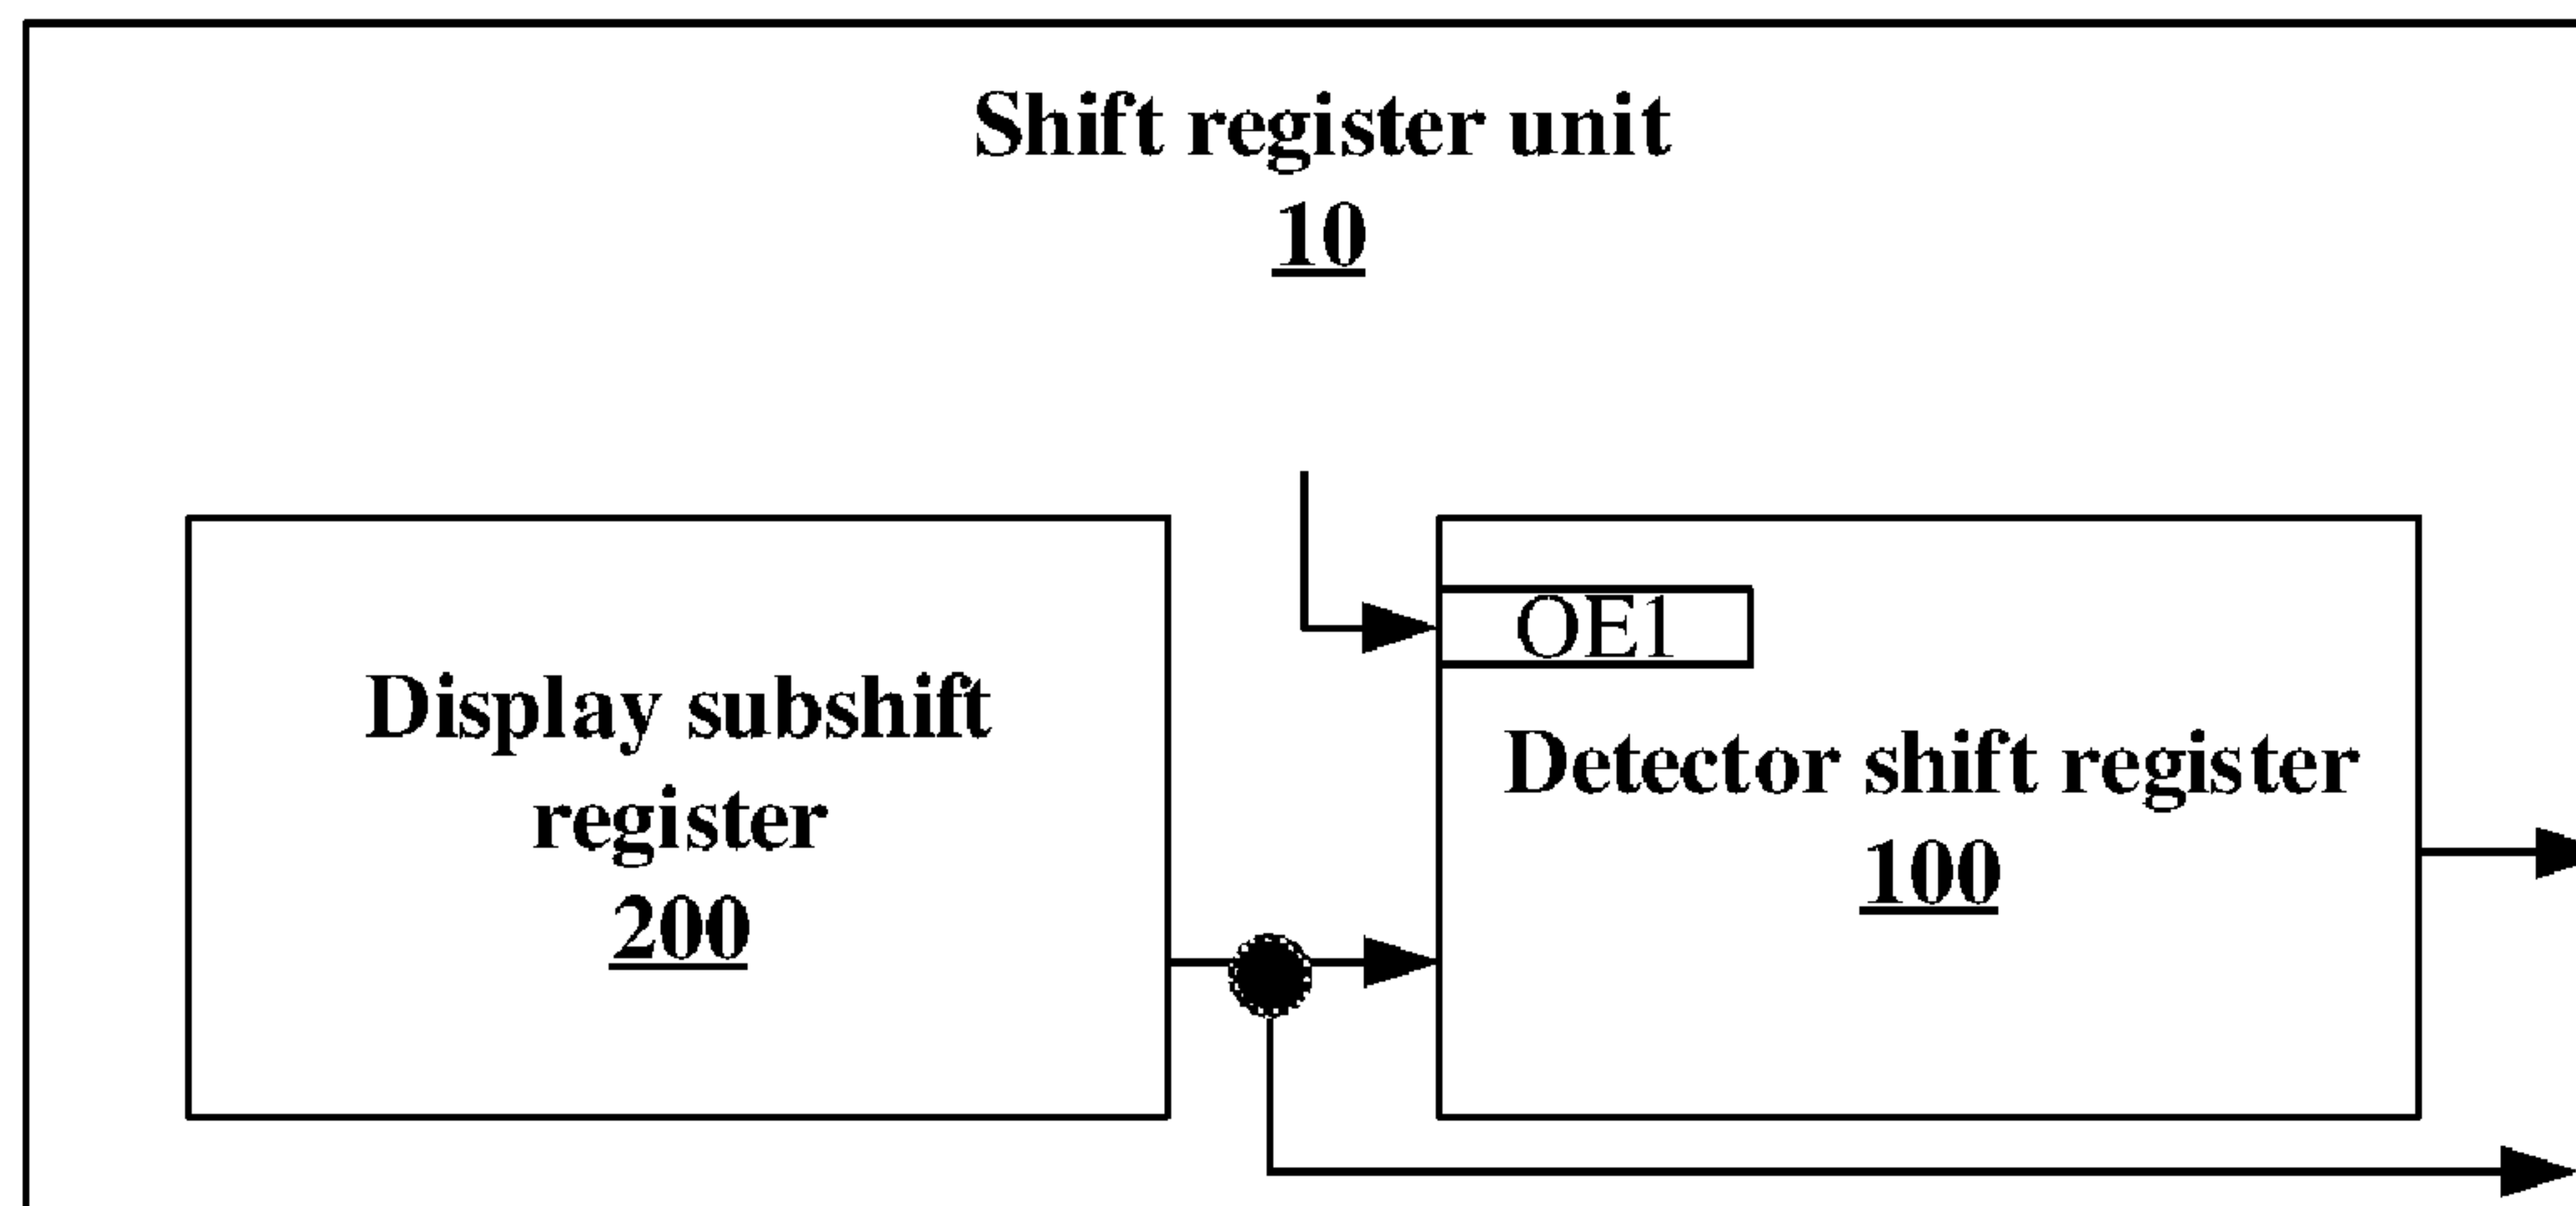 Shift register unit
10
Display subshift
register
200
OE1
Detector shift register
100